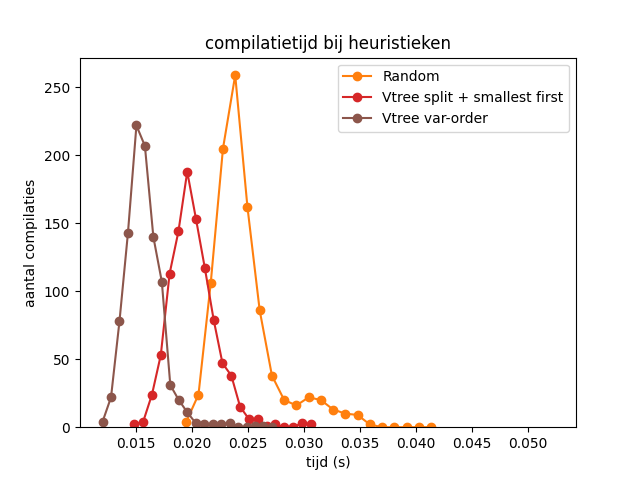 compilatietijd bij heuristieken
Random
Vtree split + smallest first
Vtree var-order
aantal compilaties
250
200
150
100
50
0
0.015 0.020 0.025 0.030 0.035 0.040 0.045 0.050
tijd (s)